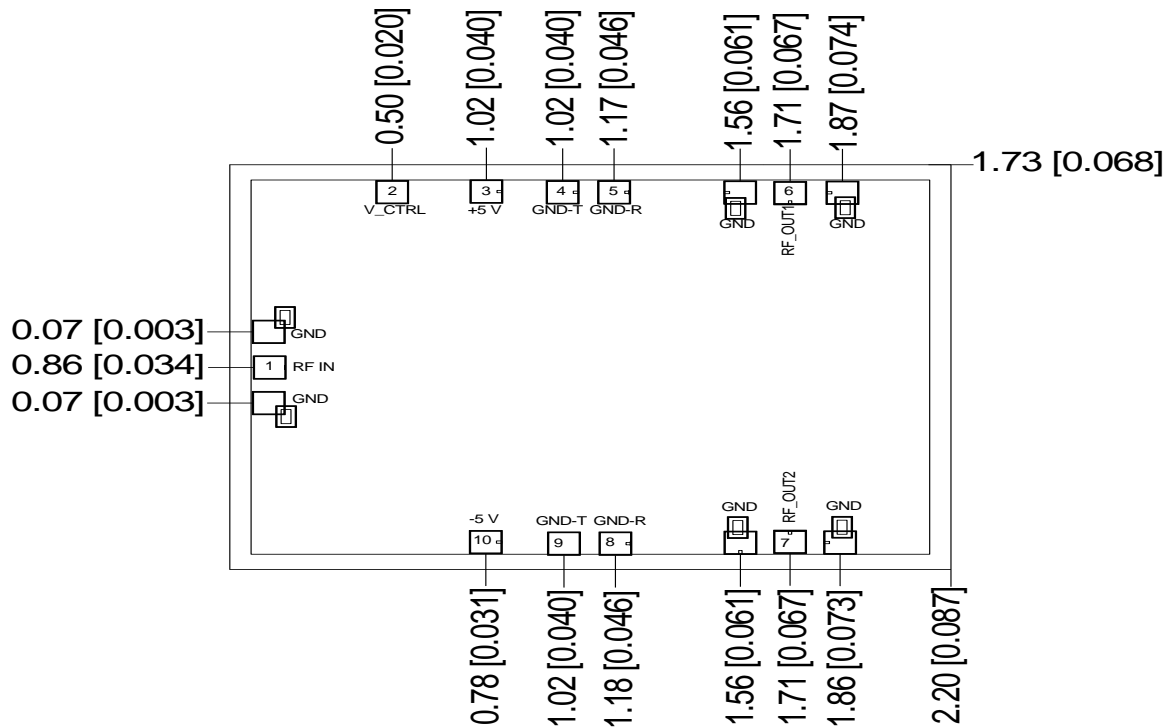 0.50 [0.020]
1.02 [0.040]
1.02 [0.040]
1.17 [0.046]
1.56 [0.061]
1.71 [0.067]
1.87 [0.074]
1.73 [0.068]
2
3
4
5
6
V_CTRL
+5 V
GND-T
GND-R
GND
RF_OUT1
GND
0.07 [0.003]
GND
0.86 [0.034]
1
RF IN
0.07 [0.003]
GND
-5 V
GND-T
GND-R
GND
RF_OUT2
GND
10
9
8
7
0.78 [0.031]
1.02 [0.040]
1.18 [0.046]
1.56 [0.061]
1.71 [0.067]
1.86 [0.073]
2.20 [0.087]